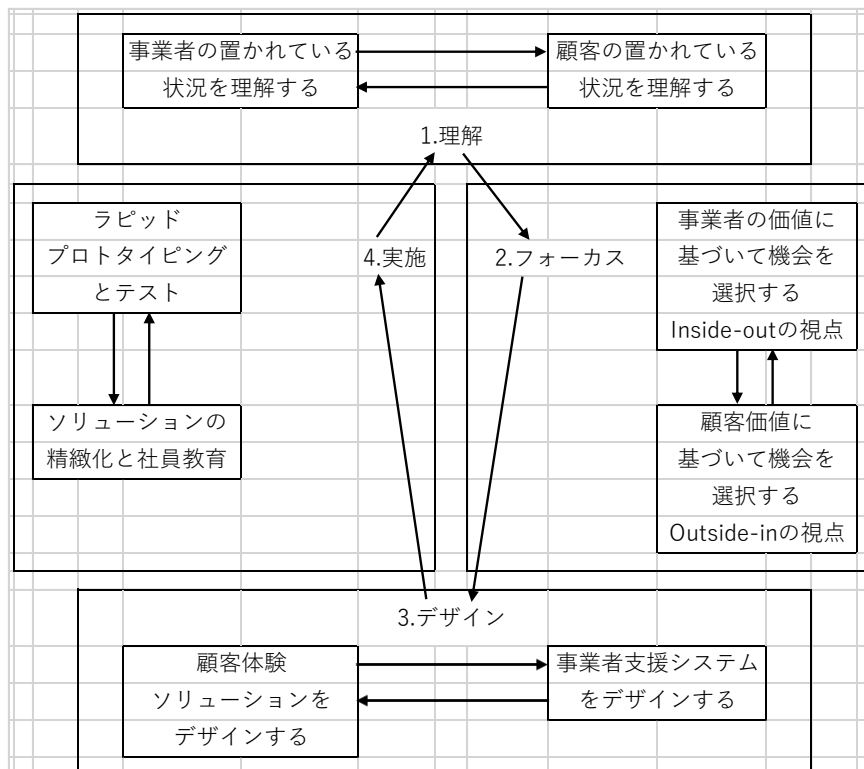 事業者の置かれている
状況を理解する
顧客の置かれている
状況を理解する
1.理解
ラピッド
プロトタイピング
とテスト
ソリューションの
精緻化と社員教育
4.実施
2.フォーカス
事業者の価値に
基づいて機会を
選択する
Inside-outの視点
顧客価値に
基づいて機会を
選択する
Outside-inの視点
3.デザイン
顧客体験
ソリューションを
デザインする
事業者支援システム
をデザインする